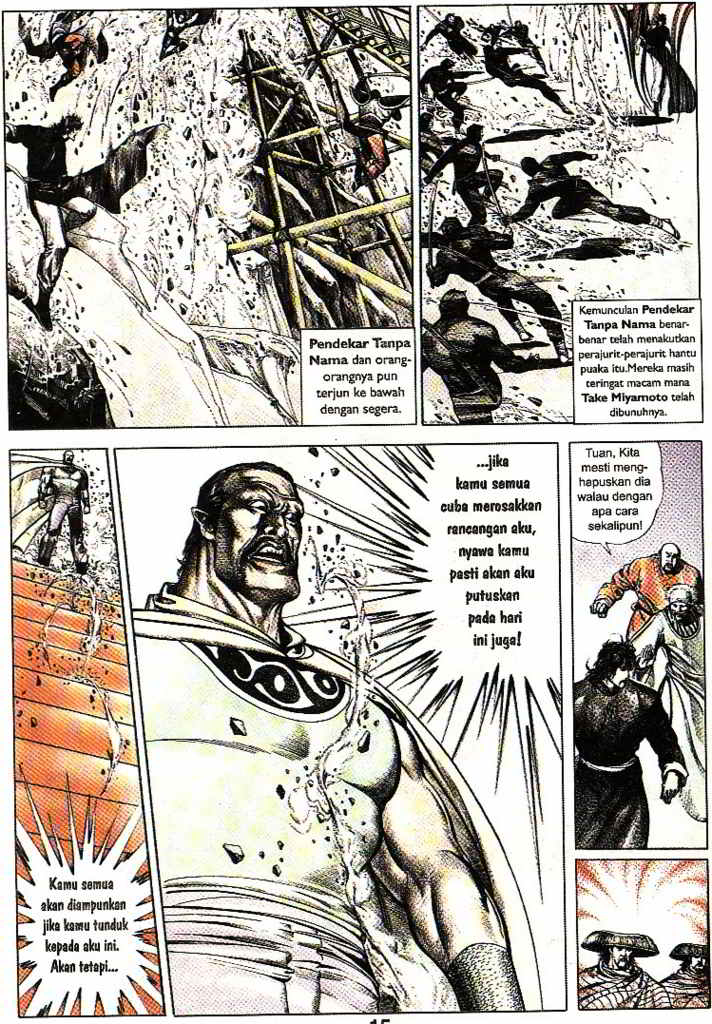 Pendekar Tanpa
Nama dan orang-
orangnya pun
terjun ke bawah
dengan segera.
Kemunculan Pendekar
Tanpa Nama benar-
benar telah menakutkan
perajurit-perajurit hantu
puaka itu.Mereka masih
teringat macam mana
Take Miyamoto telah
dibunuhnya.
Kamu semua
akan diampunkan
jika kamu tunduk
kepada aku ini.
Akan tetapi...
...jika
kamu semua
cuba merosakkan
rancangan aku,
nyawa kamu
pasti akan aku
putuskan
pada hari
ini juga!
Tuan, Kita
mesti meng-
hapuskan dia
walau dengan
apa cara
sekalipun!
15